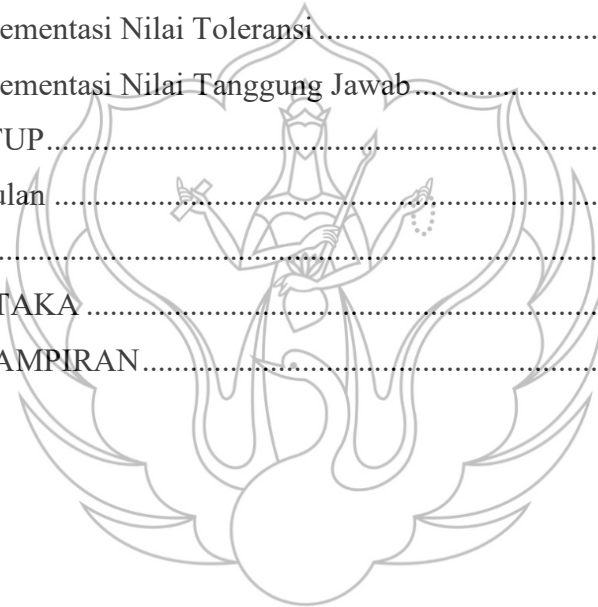 ementasi Nilai Toleransi ....................................
ementasi Nilai Tanggung Jawab........................
TUP......................................................................
ulan .....................................................................
............................................................................
TAKA .................................................................
AMPIRAN..........................................................